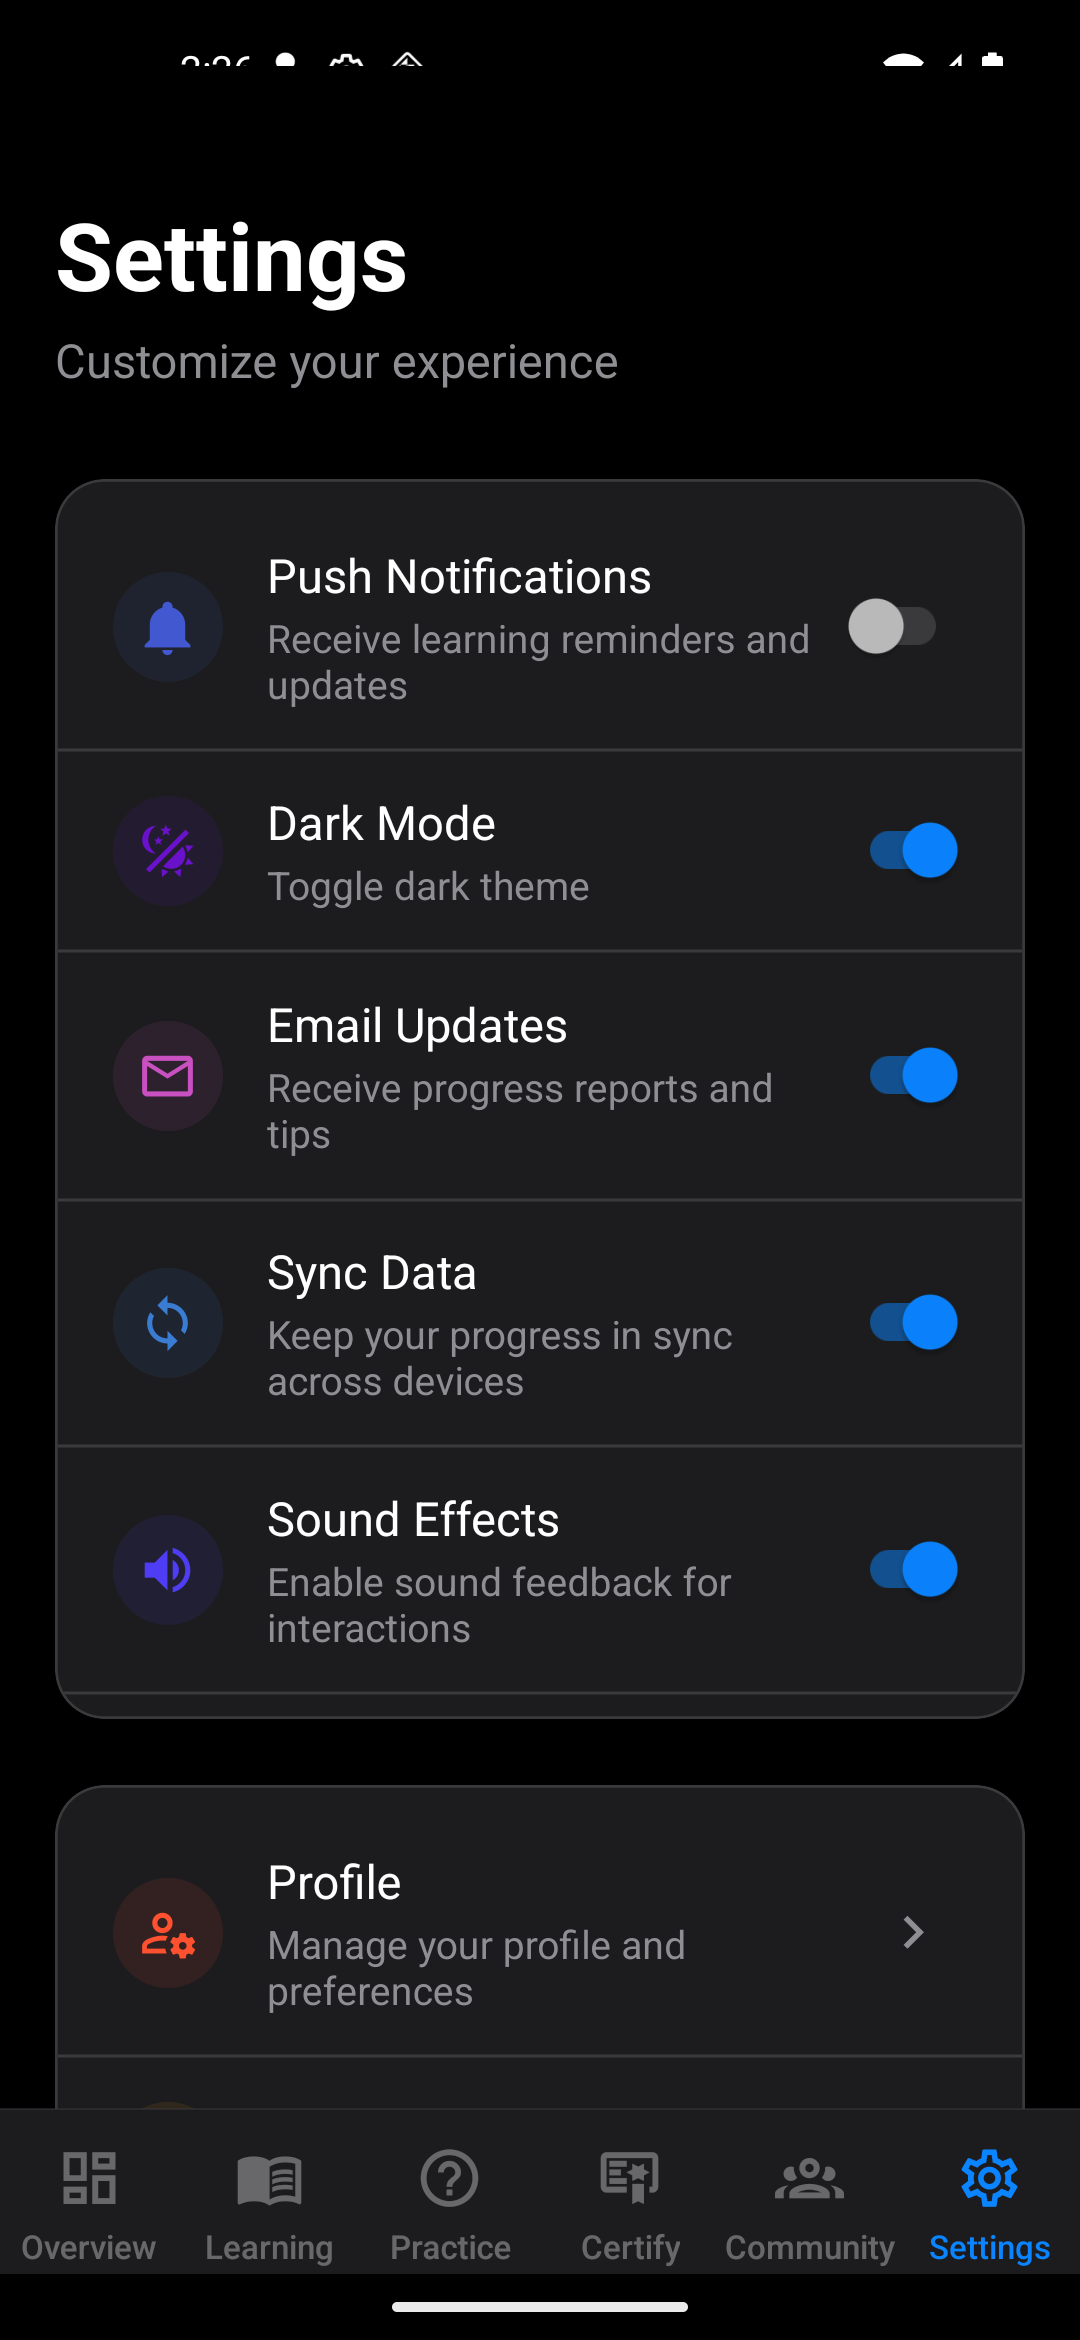 Settings
Customize your experience
Push Notifications
Receive learning reminders and
updates
Dark Mode
Toggle dark theme
Email Updates
Receive progress reports and
tips
Sync Data
Keep your progress in sync
across devices
Sound Effects
Enable sound feedback for
interactions
Profile
Manage your profile and
preferences
Overview
Learning
Practice
Certify
Community
Settings